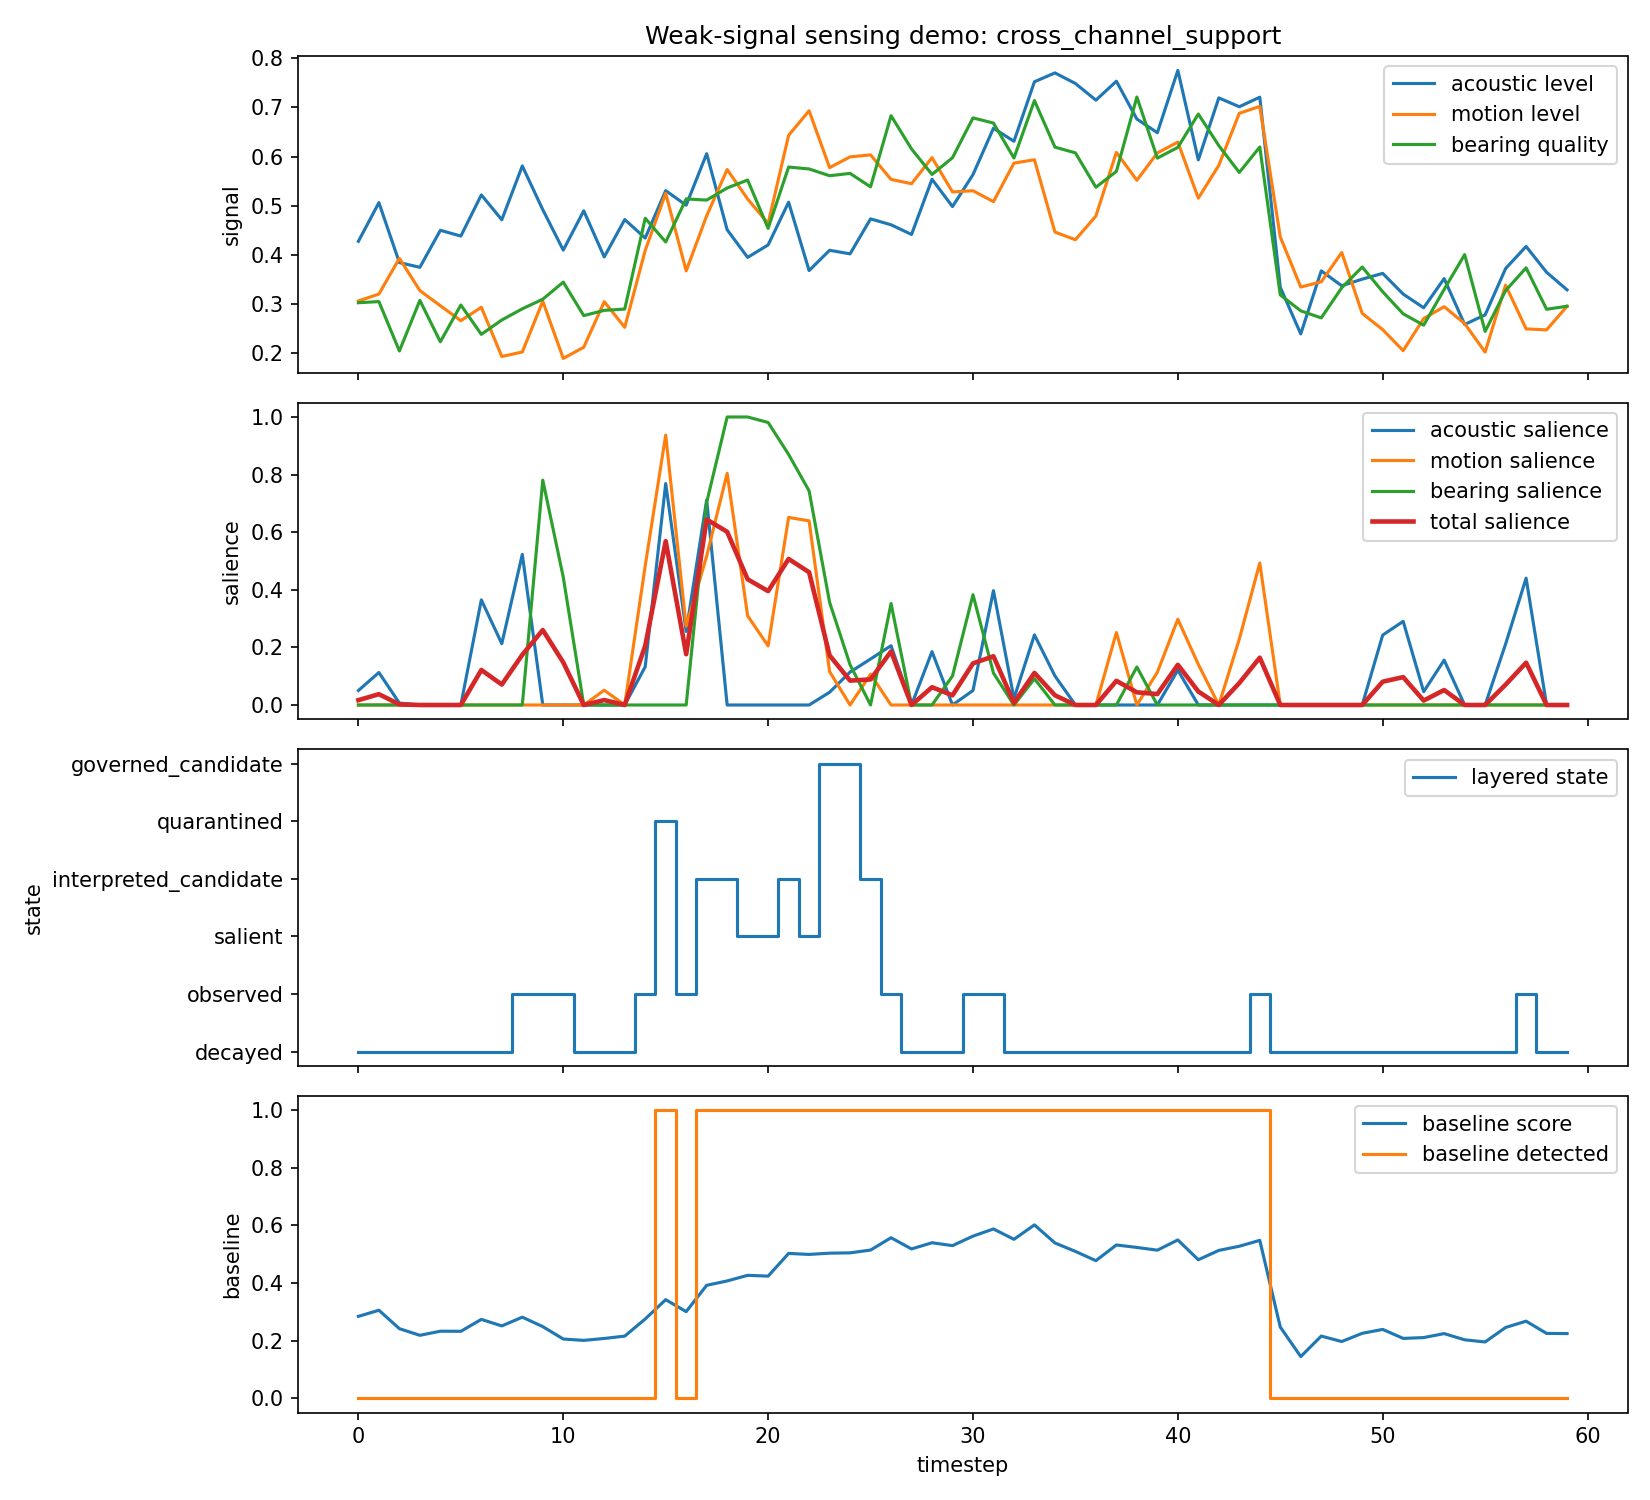 Weak-signal sensing demo: cross_channel_support
0.8
0.7
0.6
0.5
0.4
0.3
0.2
signal
acoustic level
motion level
bearing quality
1.0
0.8
0.6
0.4
0.2
0.0
salience
acoustic salience
motion salience
bearing salience
total salience
governed_candidate
quarantined
interpreted_candidate
salient
observed
decayed
state
layered state
1.0
0.8
0.6
0.4
0.2
0.0
baseline
baseline score
baseline detected
0 10 20 30 40 50 60
timestep